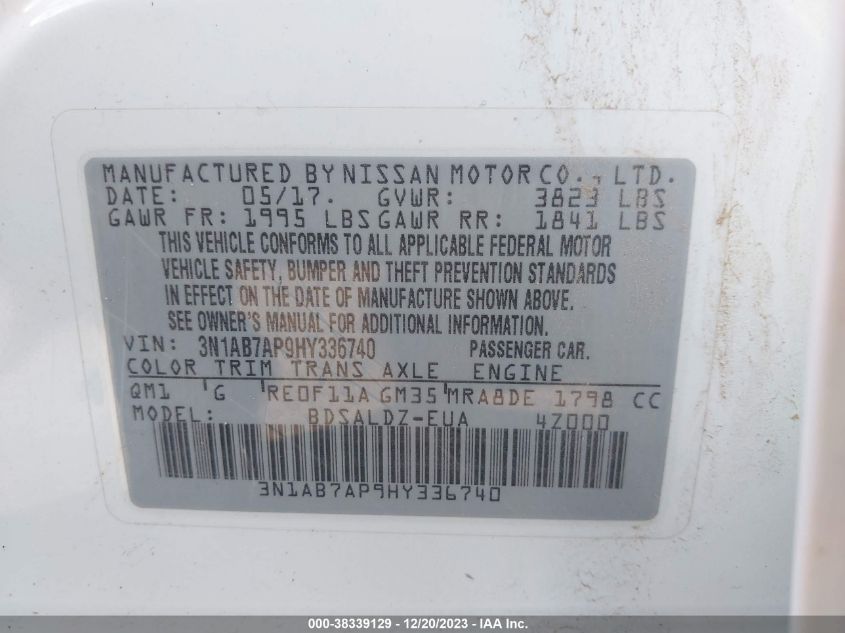 MANUFACTURED BY NISSAN MOTOR CO., LTD.
DATE: 05/17. GVWR: 3823 LBS
GAWR FR: 1995 LBS GAWR RR: 1841 LBS
THIS VEHICLE CONFORMS TO ALL APPLICABLE FEDERAL MOTOR
VEHICLE SAFETY, BUMPER AND THEFT PREVENTION STANDARDS
IN EFFECT ON THE DATE OF MANUFACTURE SHOWN ABOVE.
SEE OWNER'S MANUAL FOR ADDITIONAL INFORMATION.
VIN: 3N1AB7AP9HY336740 PASSENGER CAR.
COLOR TRIM TRANS AXLE ENGINE
QM1 G RE0F11A GM35 MRA8DE 1798 CC
MODEL: BDSALDZ-EUA 4Z000
3N1AB7AP9HY336740
000-38339129 - 12/20/2023 - IAA Inc.